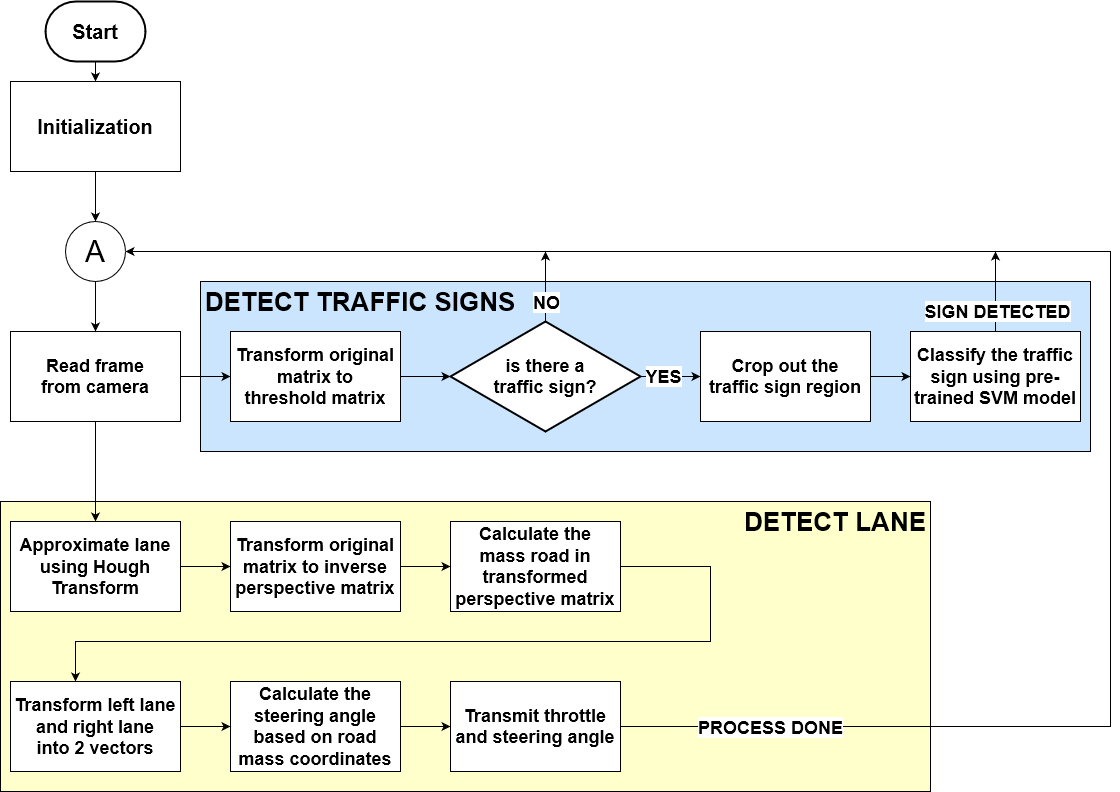 Start
Initialization
A
DETECT TRAFFIC SIGNS
NO
SIGN DETECTED
Read frame
from camera
Transform original
matrix to
threshold matrix
is there a
traffic sign?
YES
Crop out the
traffic sign region
Classify the traffic
sign using pre-
trained SVM model
DETECT LANE
Approximate lane
using Hough
Transform
Transform original
matrix to inverse
perspective matrix
Calculate the
mass road in
transformed
perspective matrix
Transform left lane
and right lane
into 2 vectors
Calculate the
steering angle
based on road
mass coordinates
Transmit throttle
and steering angle
PROCESS DONE